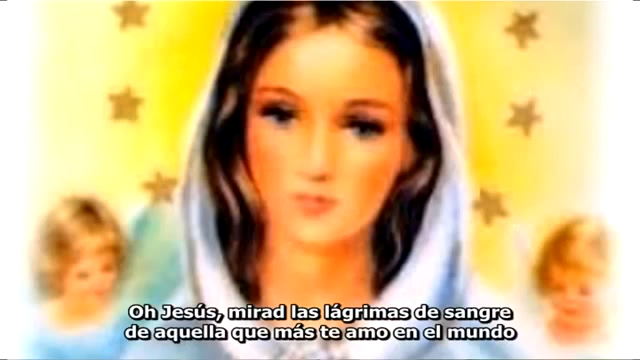 Oh Jesús, mirad las lágrimas de sangre
de aquella que más te amo en el mundo